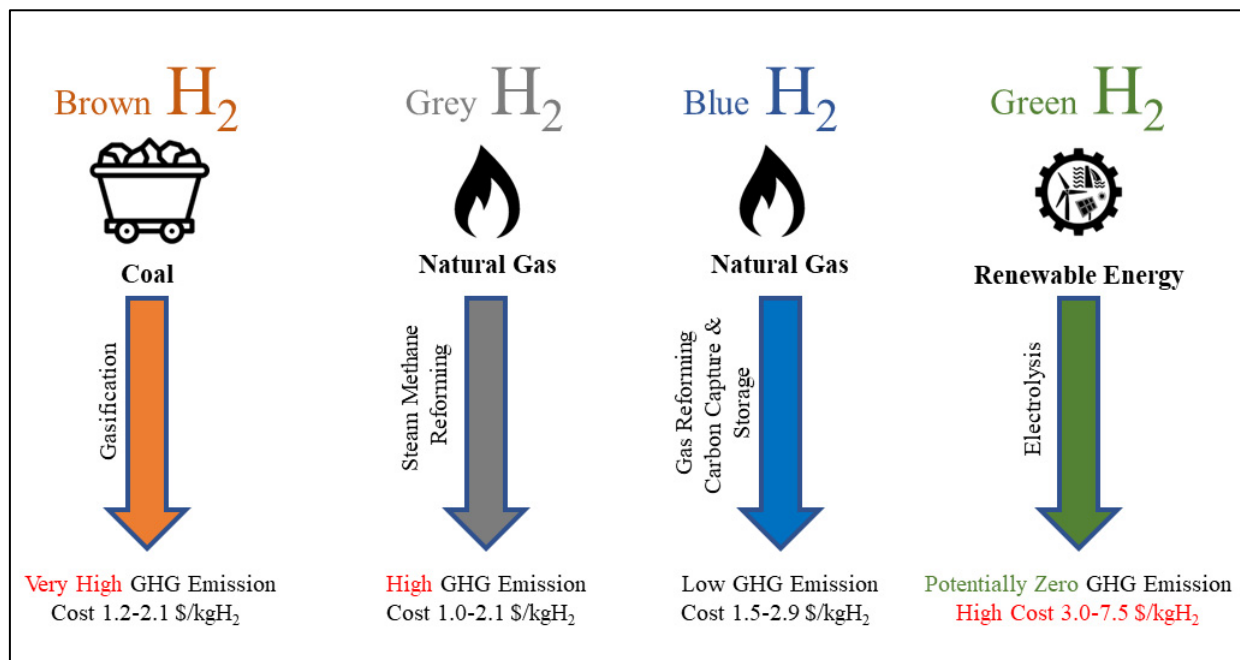 Brown H₂
Coal
Gasification
Very High GHG Emission
Cost 1.2-2.1 $/kgH₂
Grey H₂
Natural Gas
Steam Methane
Reforming
High GHG Emission
Cost 1.0-2.1 $/kgH₂
Blue H₂
Natural Gas
Gas Reforming
Carbon Capture &
Storage
Low GHG Emission
Cost 1.5-2.9 $/kgH₂
Green H₂
Renewable Energy
Electrolysis
Potentially Zero GHG Emission
High Cost 3.0-7.5 $/kgH₂